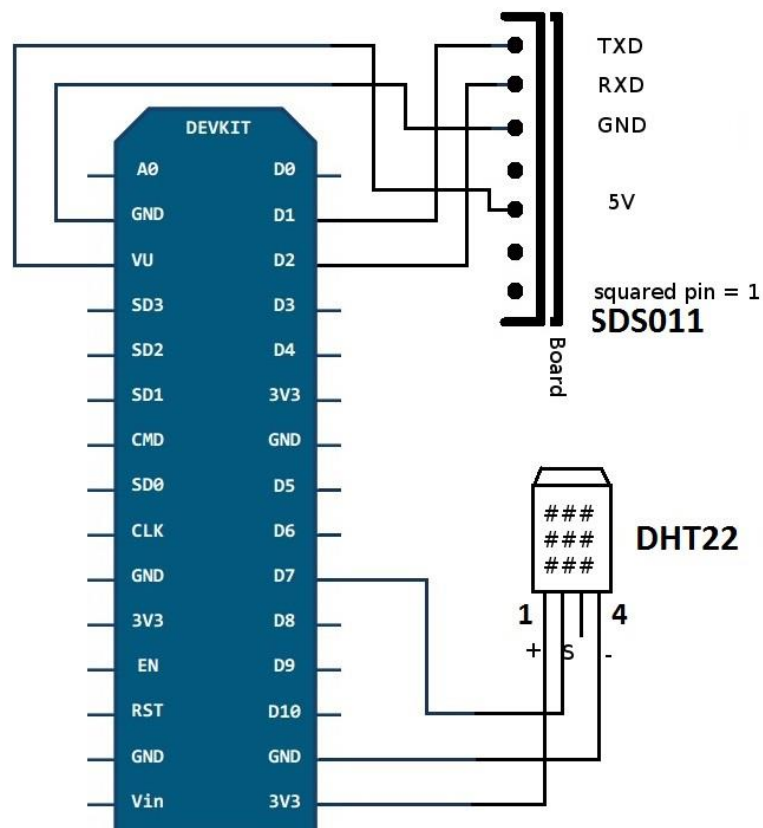 DEVKIT
A0 D0
GND D1
VU D2
SD3 D3
SD2 D4
SD1 3V3
CMD GND
SD0 D5
CLK D6
GND D7
3V3 D8
EN D9
RST D10
GND GND
Vin 3V3
TXD
RXD
GND
5V
squared pin = 1
SDS011
Board
###
###
###
DHT22
1 4
+ S -